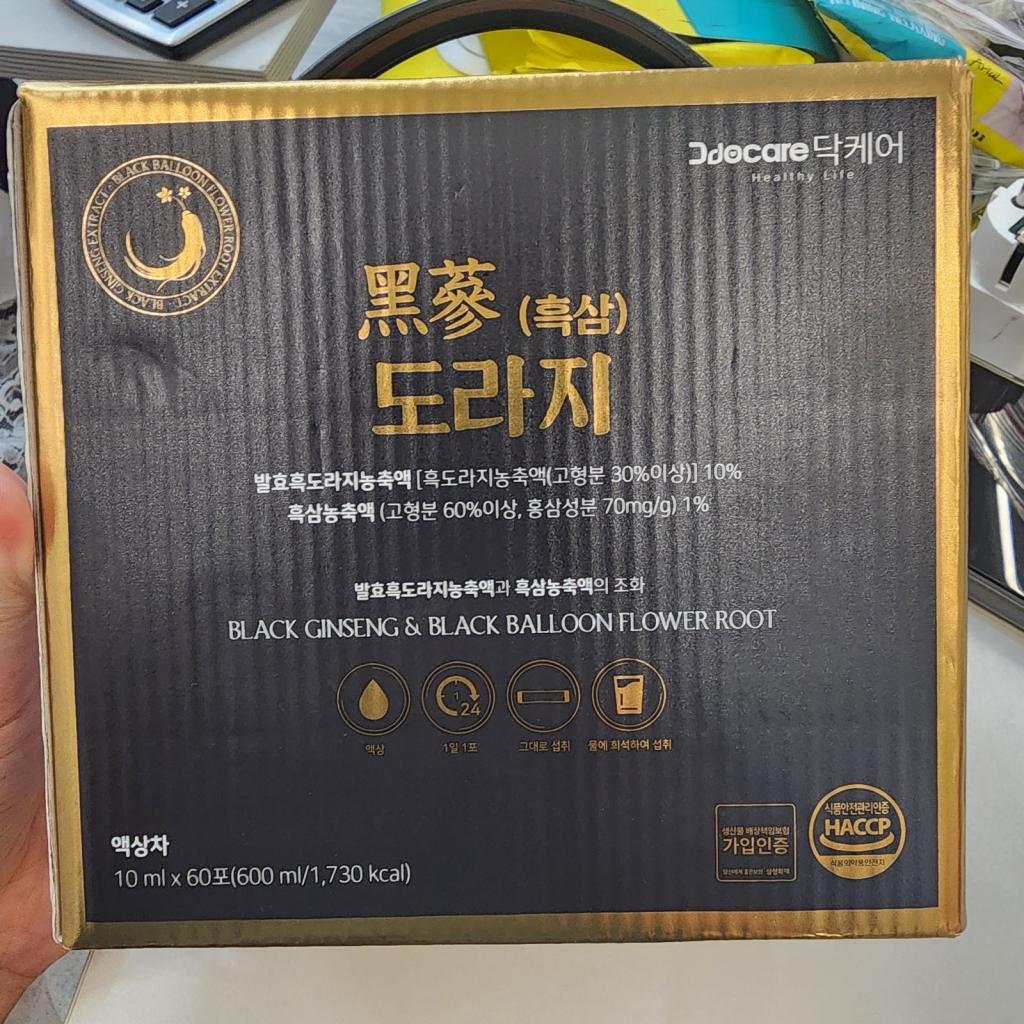 Ddocare 닥케어
Healthy Life
BLACK BALLOON FLOWER ROOT EXTRACT · BLACK GINSENG EXTRACT ·
黑蔘 (흑삼)
도라지
발효흑도라지농축액 [흑도라지농축액(고형분 30%이상)] 10%
흑삼농축액 (고형분 60%이상, 홍삼성분 70mg/g) 1%
발효흑도라지농축액과 흑삼농축액의 조화
BLACK GINSENG & BLACK BALLOON FLOWER ROOT
1
24
액상
1일 1포
그대로 섭취
물에 희석하여 섭취
액상차
10 ml x 60포(600 ml/1,730 kcal)
생산물 배상책임보험
가입인증
삼성화재
식품안전관리인증
HACCP
식품의약품안전처